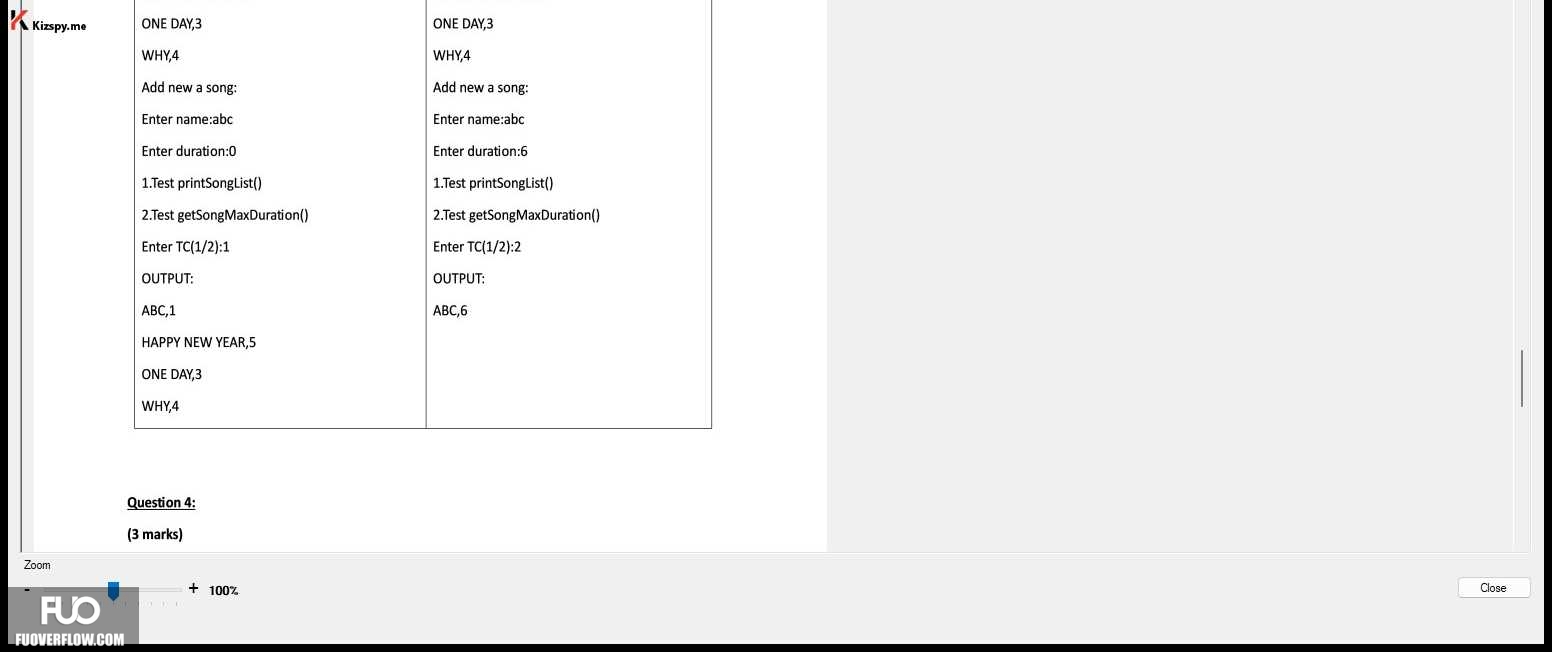 Kizspy.me
ONE DAY,3
WHY,4
Add new a song:
Enter name:abc
Enter duration:0
1.Test printSongList()
2.Test getSongMaxDuration()
Enter TC(1/2):1
OUTPUT:
ABC,1
HAPPY NEW YEAR,5
ONE DAY,3
WHY,4
ONE DAY,3
WHY,4
Add new a song:
Enter name:abc
Enter duration:6
1.Test printSongList()
2.Test getSongMaxDuration()
Enter TC(1/2):2
OUTPUT:
ABC,6
Question 4:
(3 marks)
Zoom
- + 100%
Close
FUO
FUOVERFLOW.COM